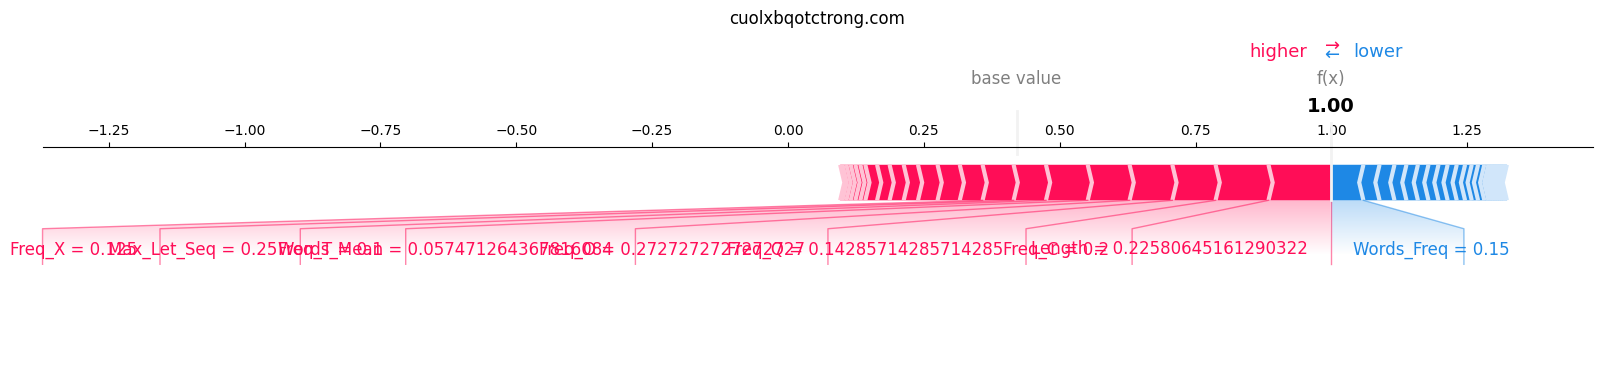 cuolxbqotctrong.com
higher → ← lower
base value f(x)
1.00
−1.25 −1.00 −0.75 −0.50 −0.25 0.00 0.25 0.50 0.75 1.00 1.25
Freq_X = 0.125 Max_Let_Seq = 0.25 Freq_T = 0.1 Words_Mean = 0.05747126436781608 Freq_O = 0.2727272727272727 Freq_Q = 0.14285714285714285 Freq_C = 0.2 Length = 0.22580645161290322 Words_Freq = 0.15